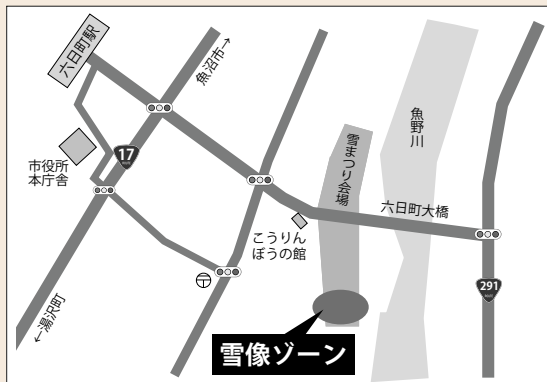 六日町駅
魚沼市→
市役所
本庁舎
17
←湯沢町
こうりん
ぼうの館
雪まつり会場
魚野川
六日町大橋
291
雪像ゾーン